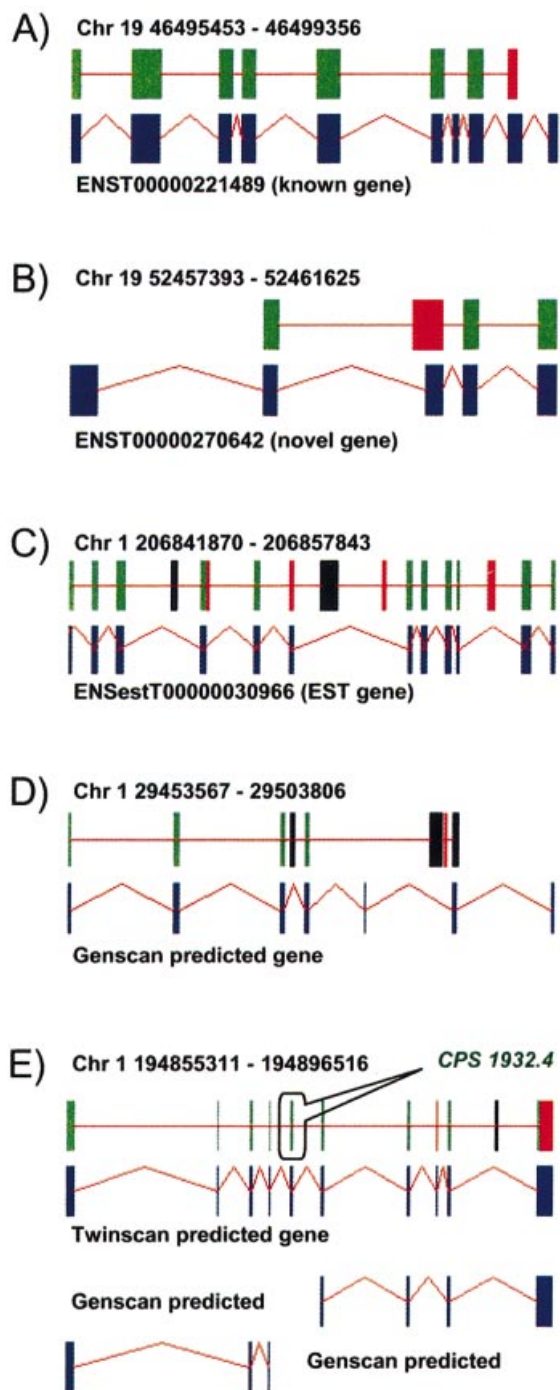 A)
Chr 19 46495453 - 46499356
ENST00000221489 (known gene)
B)
Chr 19 52457393 - 52461625
ENST00000270642 (novel gene)
C)
Chr 1 206841870 - 206857843
ENSestT00000030966 (EST gene)
D)
Chr 1 29453567 - 29503806
Genscan predicted gene
E)
Chr 1 194855311 - 194896516
CPS 1932.4
Twinscan predicted gene
Genscan predicted
Genscan predicted